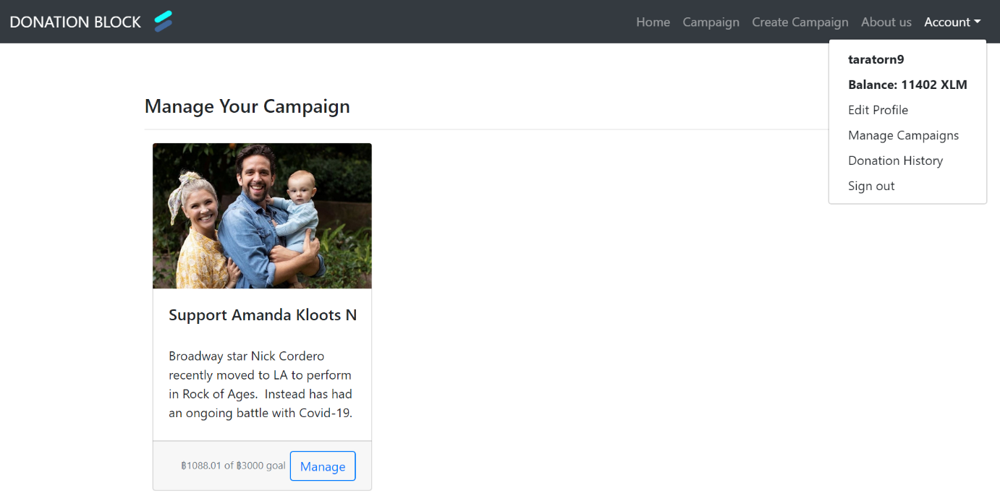 DONATION BLOCK
Home Campaign Create Campaign About us Account
taratorn9
Balance: 11402 XLM
Edit Profile
Manage Campaigns
Donation History
Sign out
Manage Your Campaign
Support Amanda Kloots N
Broadway star Nick Cordero
recently moved to LA to perform
in Rock of Ages. Instead has had
an ongoing battle with Covid-19.
฿1088.01 of ฿3000 goal Manage